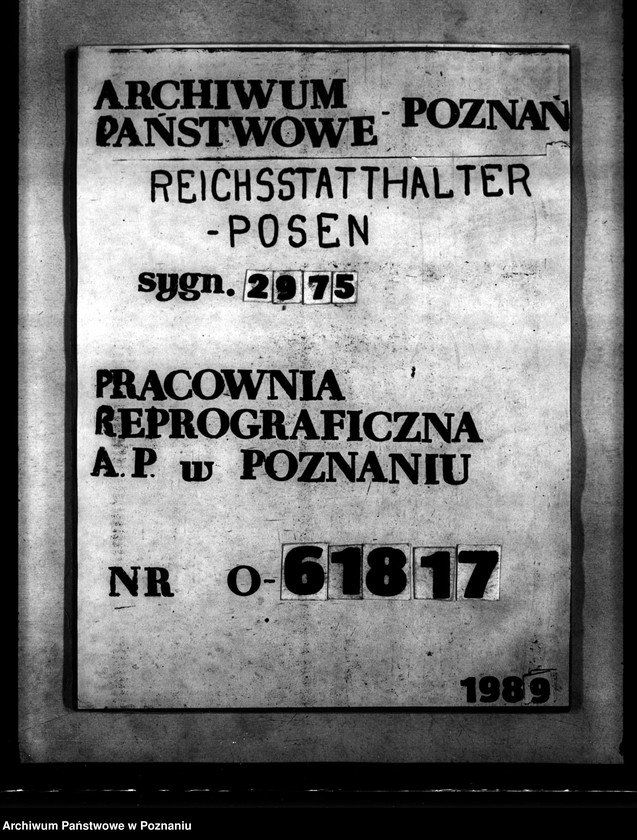 ARCHIWUM
PAŃSTWOWE - POZNAŃ
REICHSSTATTHALTER
-POSEN
sygn. 2975
PRACOWNIA
REPROGRAFICZNA
A.P. w POZNANIU
NR O-61817
1989
Archiwum Państwowe w Poznaniu